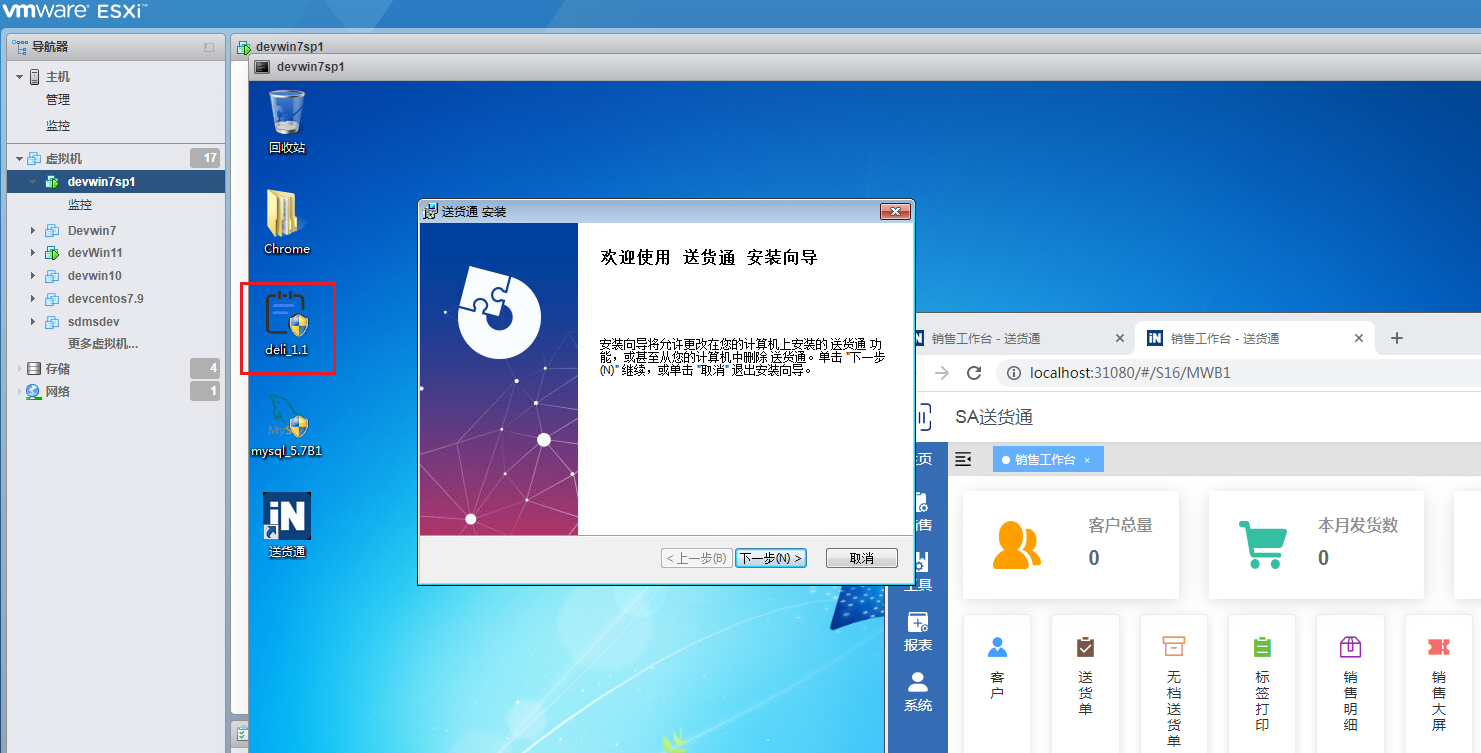 vmware ESXi™
导航器
主机
管理
监控
虚拟机 17
devwin7sp1
监控
Devwin7
devWin11
devwin10
devcentos7.9
sdmsdev
更多虚拟机...
存储 4
网络 1
devwin7sp1
devwin7sp1
回收站
Chrome
deli_1.1
MySQL
mysql_5.7B1
iN
送货通
送货通 安装
欢迎使用 送货通 安装向导
安装向导将允许更改在您的计算机上安装的 送货通 功
能，或甚至从您的计算机中删除 送货通。单击 "下一步
(N)" 继续，或单击 "取消" 退出安装向导。
< 上一步(B)
下一步(N) >
取消
销售工作台 - 送货通
iN 销售工作台 - 送货通
localhost:31080/#/S16/MWB1
SA送货通
页
销售工作台 ×
售
工具
报表
系统
客户总量
0
本月发货数
0
客户
送货单
无档送货单
标签打印
销售明细
销售大屏